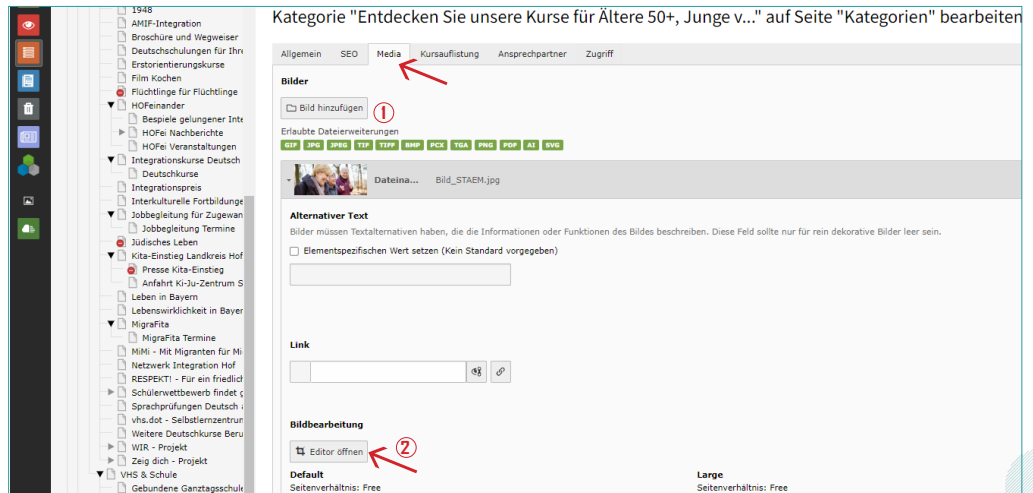 1948
AMIF-Integration
Broschüre und Wegweiser
Deutschschulungen für Ihre
Erstorientierungskurse
Film Kochen
Flüchtlinge für Flüchtlinge
HOFeinander
Bespiele gelungener Inte
HOFei Nachberichte
HOFei Veranstaltungen
Integrationskurse Deutsch
Deutschkurse
Integrationspreis
Interkulturelle Fortbildunge
Jobbegleitung für Zugewan
Jobbegleitung Termine
Jüdisches Leben
Kita-Einstieg Landkreis Hof
Presse Kita-Einstieg
Anfahrt Ki-Ju-Zentrum S
Leben in Bayern
Lebenswirklichkeit in Bayer
MigraFita
MigraFita Termine
MiMi - Mit Migranten für Mi
Netzwerk Integration Hof
RESPEKT! - Für ein friedlich
Schülerwettbewerb findet g
Sprachprüfungen Deutsch
vhs.dot - Selbstlernzentrun
Weitere Deutschkurse Beru
WIR - Projekt
Zeig dich - Projekt
VHS & Schule
Gebundene Ganztagsschule
Kategorie "Entdecken Sie unsere Kurse für Ältere 50+, Junge v..." auf Seite "Kategorien" bearbeiten
Allgemein SEO Media Kursauflistung Ansprechpartner Zugriff
Bilder
Bild hinzufügen
1
Erlaubte Dateierweiterungen
GIF JPG JPEG TIF TIFF BMP PCX TGA PNG PDF AI SVG
Dateina... Bild_STAEM.jpg
Alternativer Text
Bilder müssen Textalternativen haben, die die Informationen oder Funktionen des Bildes beschreiben. Diese Feld sollte nur für rein dekorative Bilder leer sein.
Elementspezifischen Wert setzen (Kein Standard vorgegeben)
Link
Bildbearbeitung
Editor öffnen
2
Default
Seitenverhältnis: Free
Large
Seitenverhältnis: Free